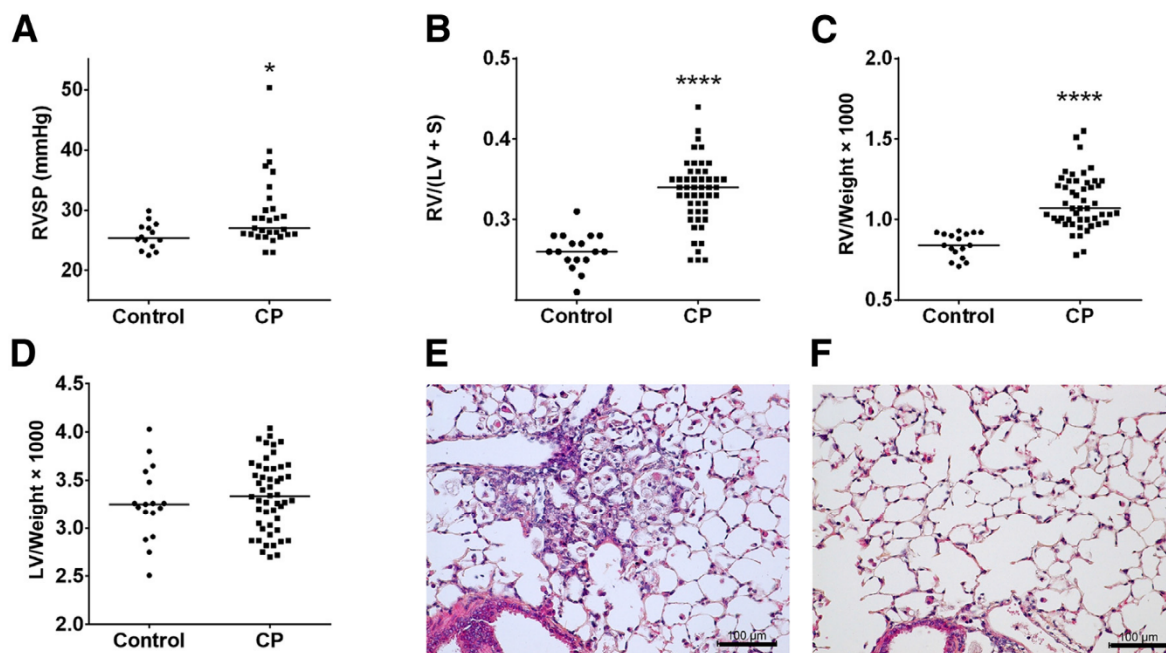 A
RVSP (mmHg)
50
40
30
20
*
Control
CP
B
RV/(LV + S)
0.5
0.4
0.3
****
Control
CP
C
RV/Weight × 1000
2.0
1.5
1.0
0.5
****
Control
CP
D
LV/Weight × 1000
4.5
4.0
3.5
3.0
2.5
2.0
Control
CP
E
100 µm
F
100 µm